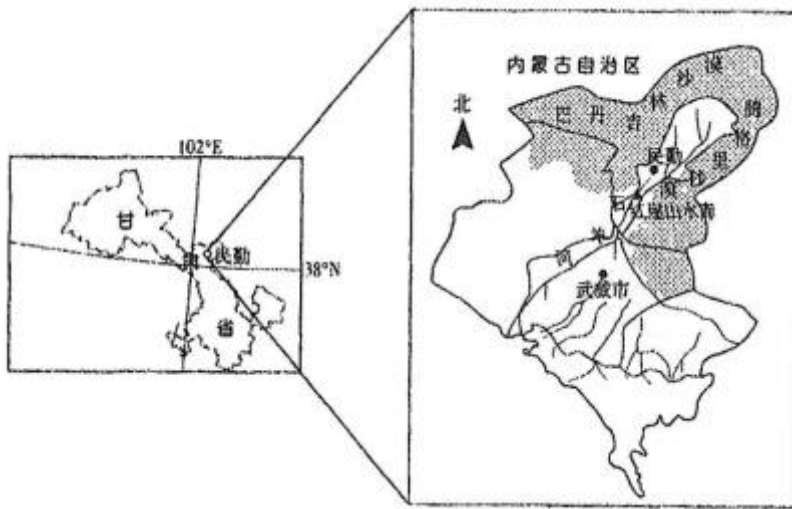 102°E
甘
肃
省
民勤
38°N
内蒙古自治区
北
巴丹吉林沙漠
腾格里沙漠
民勤
红崖山水库
石羊河
武威市